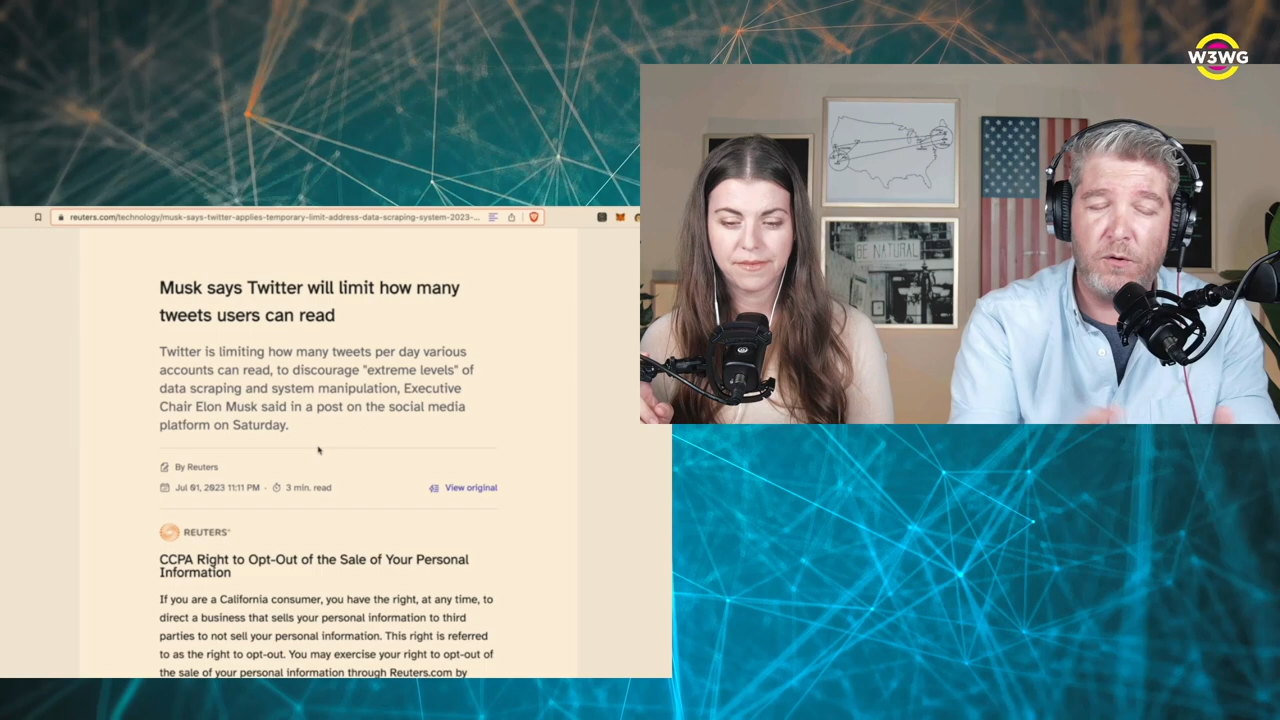 W3WG
reuters.com/technology/musk-says-twitter-applies-temporary-limit-address-data-scraping-system-2023-...
Musk says Twitter will limit how many
tweets users can read
Twitter is limiting how many tweets per day various
accounts can read, to discourage "extreme levels" of
data scraping and system manipulation, Executive
Chair Elon Musk said in a post on the social media
platform on Saturday.
By Reuters
Jul 01, 2023 11:11 PM - 3 min. read
View original
REUTERS
CCPA Right to Opt-Out of the Sale of Your Personal
Information
If you are a California consumer, you have the right, at any time, to
direct a business that sells your personal information to third
parties to not sell your personal information. This right is referred
to as the right to opt-out. You may exercise your right to opt-out of
the sale of your personal information through Reuters.com by
BE NATURAL